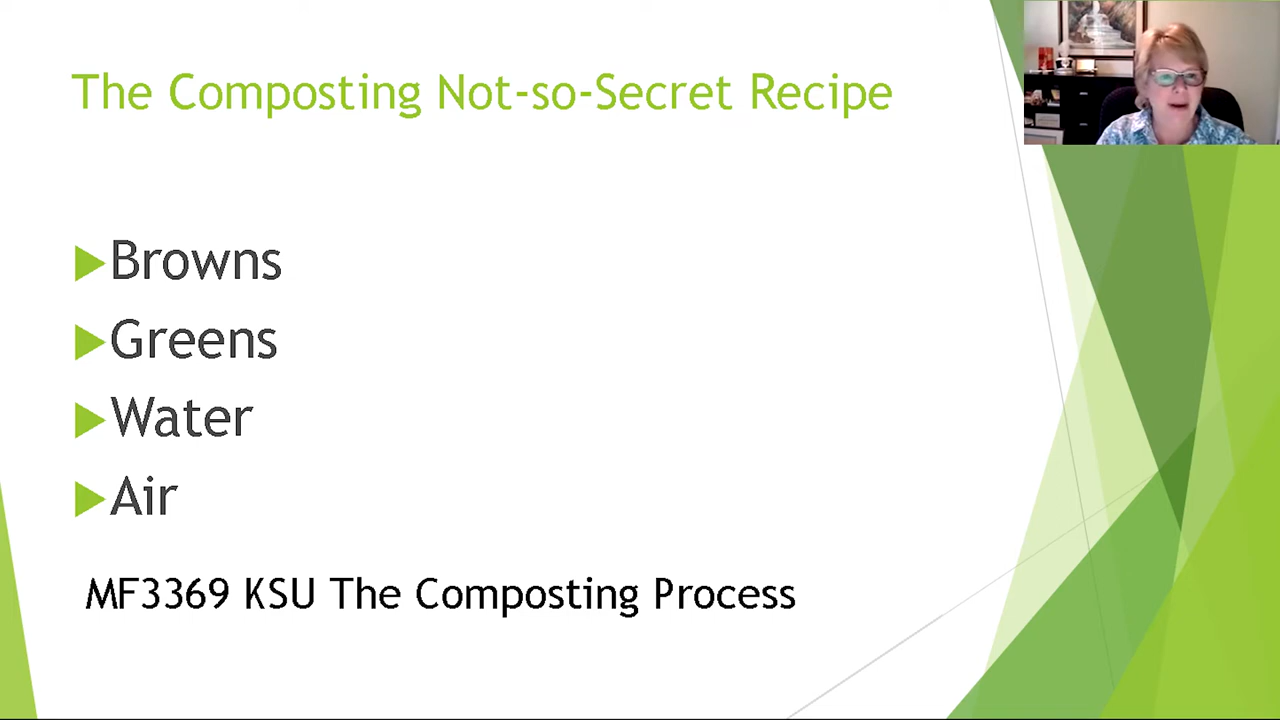 The Composting Not-so-Secret Recipe
Browns
Greens
Water
Air
MF3369 KSU The Composting Process